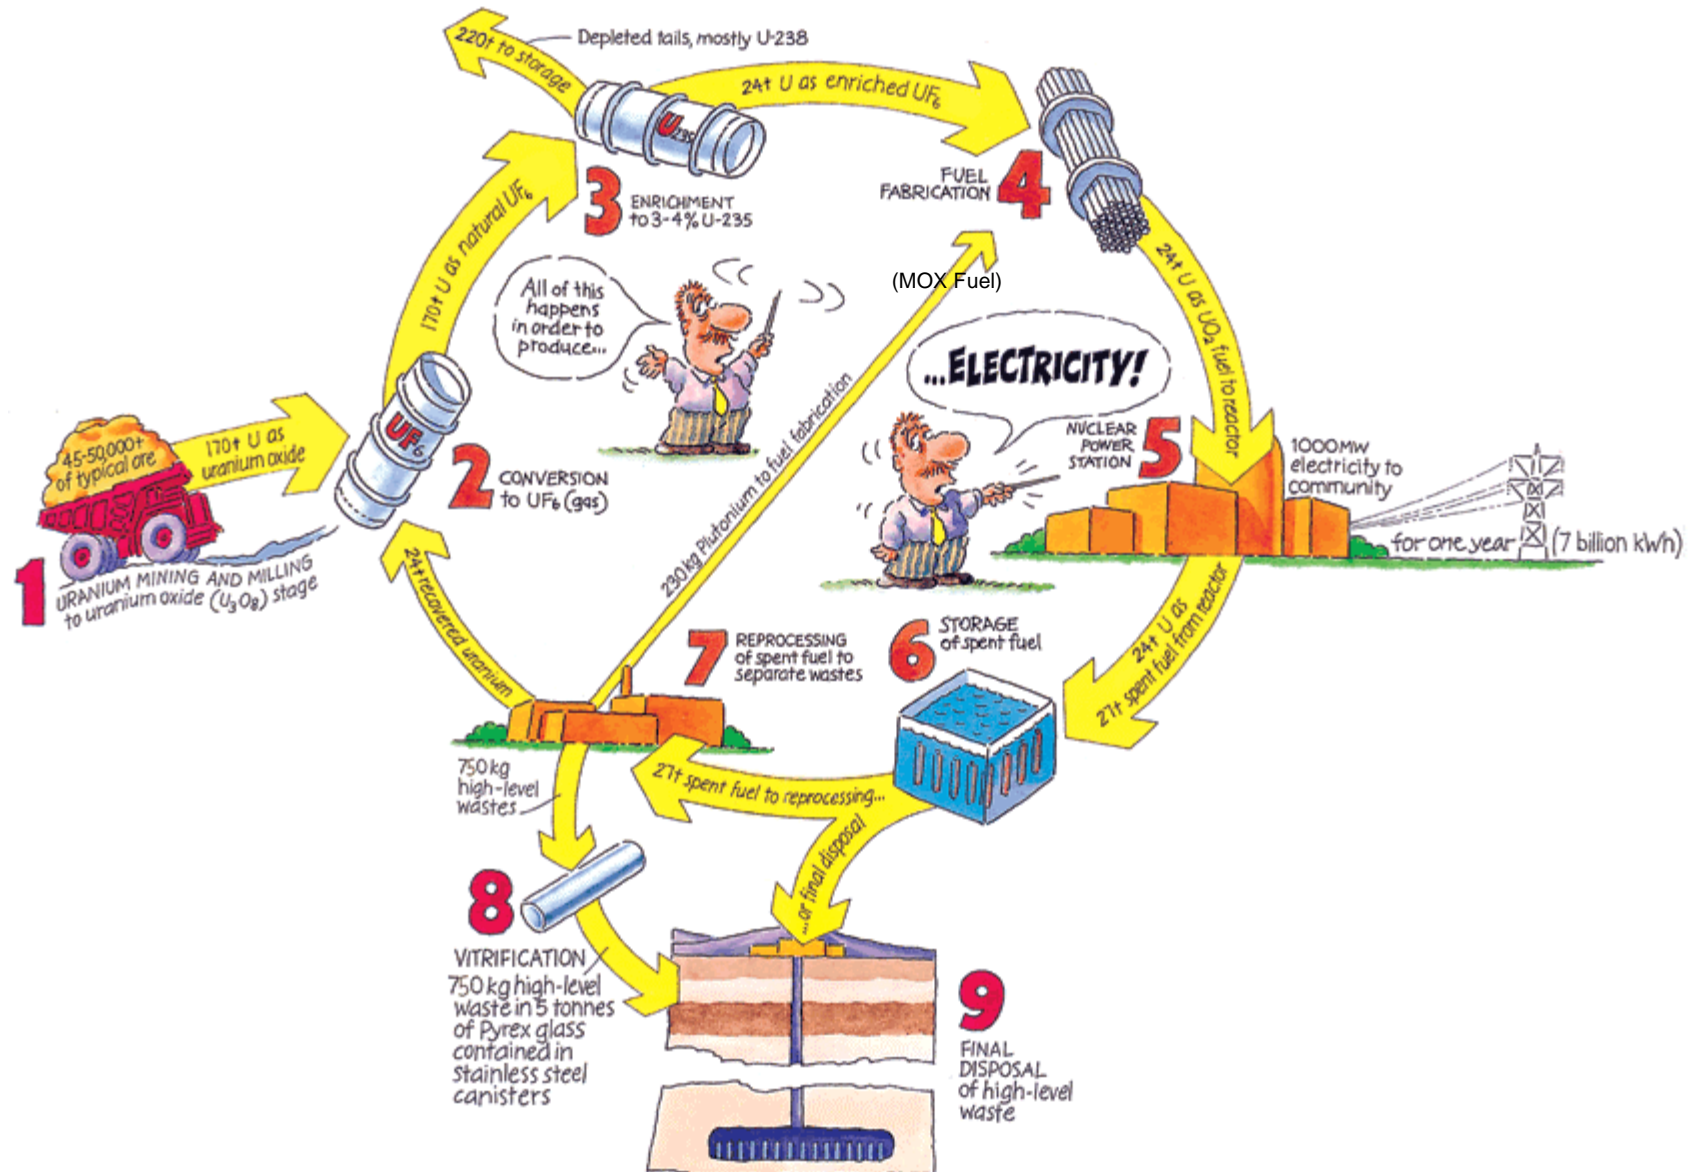 220t to storage
Depleted tails, mostly U-238
24t U as enriched UF6
U235
3
ENRICHMENT
to 3-4% U-235
FUEL
FABRICATION
4
170t U as natural UF6
24t U as UO2 fuel to reactor
(MOX Fuel)
All of this
happens
in order to
produce...
...ELECTRICITY!
45-50,000t
of typical ore
170t U as
uranium oxide
UF6
2
CONVERSION
to UF6 (gas)
230kg Plutonium to fuel fabrication
NUCLEAR
POWER
STATION
5
1000MW
electricity to
community
for one year
(7 billion kWh)
1
URANIUM MINING AND MILLING
to uranium oxide (U3O8) stage
24t recovered uranium
7
REPROCESSING
of spent fuel to
separate wastes
6
STORAGE
of spent fuel
24t U as
27t spent fuel from reactor
750kg
high-level
wastes
27t spent fuel to reprocessing...
...or final disposal
8
VITRIFICATION
750kg high-level
waste in 5 tonnes
of Pyrex glass
contained in
stainless steel
canisters
9
FINAL
DISPOSAL
of high-level
waste